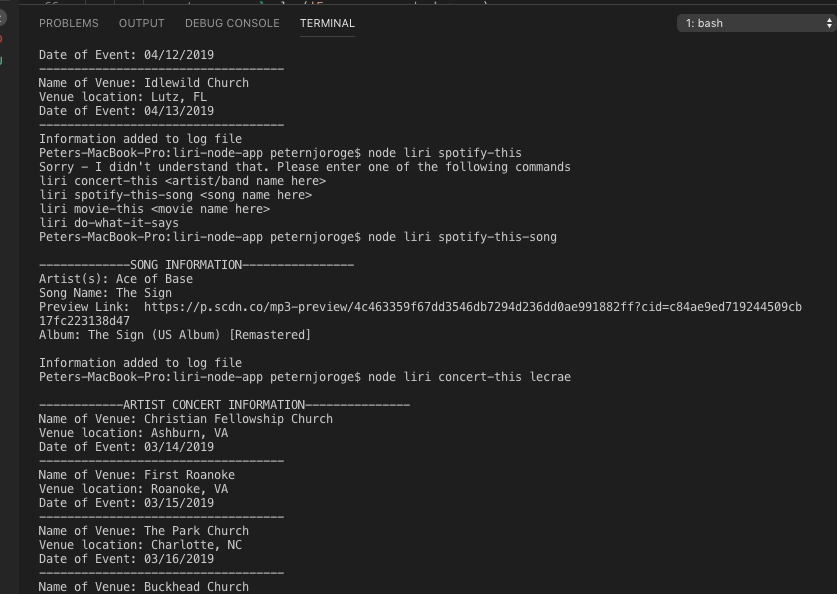 PROBLEMS OUTPUT DEBUG CONSOLE TERMINAL 1: bash
Date of Event: 04/12/2019
-----------------------------------
Name of Venue: Idlewild Church
Venue location: Lutz, FL
Date of Event: 04/13/2019
-----------------------------------
Information added to log file
Peters-MacBook-Pro:liri-node-app peternjoroge$ node liri spotify-this
Sorry - I didn't understand that. Please enter one of the following commands
liri concert-this <artist/band name here>
liri spotify-this-song <song name here>
liri movie-this <movie name here>
liri do-what-it-says
Peters-MacBook-Pro:liri-node-app peternjoroge$ node liri spotify-this-song
-------------SONG INFORMATION----------------
Artist(s): Ace of Base
Song Name: The Sign
Preview Link:  https://p.scdn.co/mp3-preview/4c463359f67dd3546db7294d236dd0ae991882ff?cid=c84ae9ed719244509cb
17fc223138d47
Album: The Sign (US Album) [Remastered]
Information added to log file
Peters-MacBook-Pro:liri-node-app peternjoroge$ node liri concert-this lecrae
------------ARTIST CONCERT INFORMATION---------------
Name of Venue: Christian Fellowship Church
Venue location: Ashburn, VA
Date of Event: 03/14/2019
-----------------------------------
Name of Venue: First Roanoke
Venue location: Roanoke, VA
Date of Event: 03/15/2019
-----------------------------------
Name of Venue: The Park Church
Venue location: Charlotte, NC
Date of Event: 03/16/2019
-----------------------------------
Name of Venue: Buckhead Church